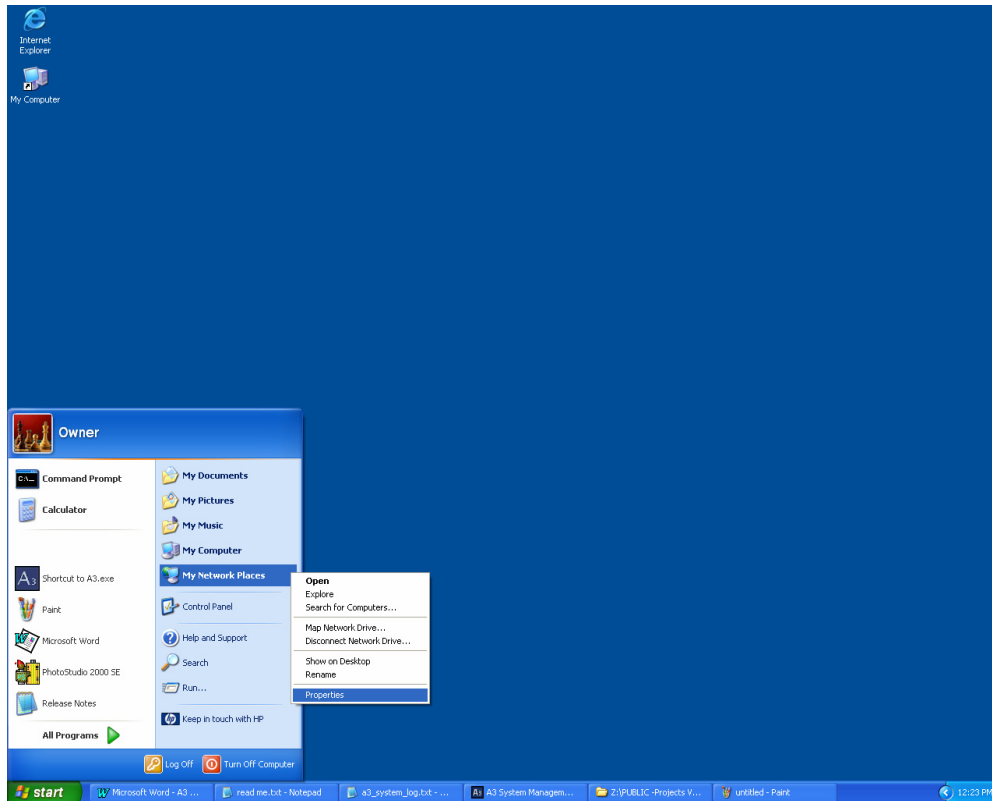 Internet
Explorer
My Computer
Owner
Command Prompt
Calculator
Shortcut to A3.exe
Paint
Microsoft Word
PhotoStudio 2000 SE
Release Notes
All Programs
My Documents
My Pictures
My Music
My Computer
My Network Places
Control Panel
Help and Support
Search
Run...
Keep in touch with HP
Open
Explore
Search for Computers...
Map Network Drive...
Disconnect Network Drive...
Show on Desktop
Rename
Properties
Log Off
Turn Off Computer
start
Microsoft Word - A3 ...
read me.txt - Notepad
a3_system_log.txt - ...
A3 System Managem...
Z:\PUBLIC -Projects V...
untitled - Paint
12:23 PM